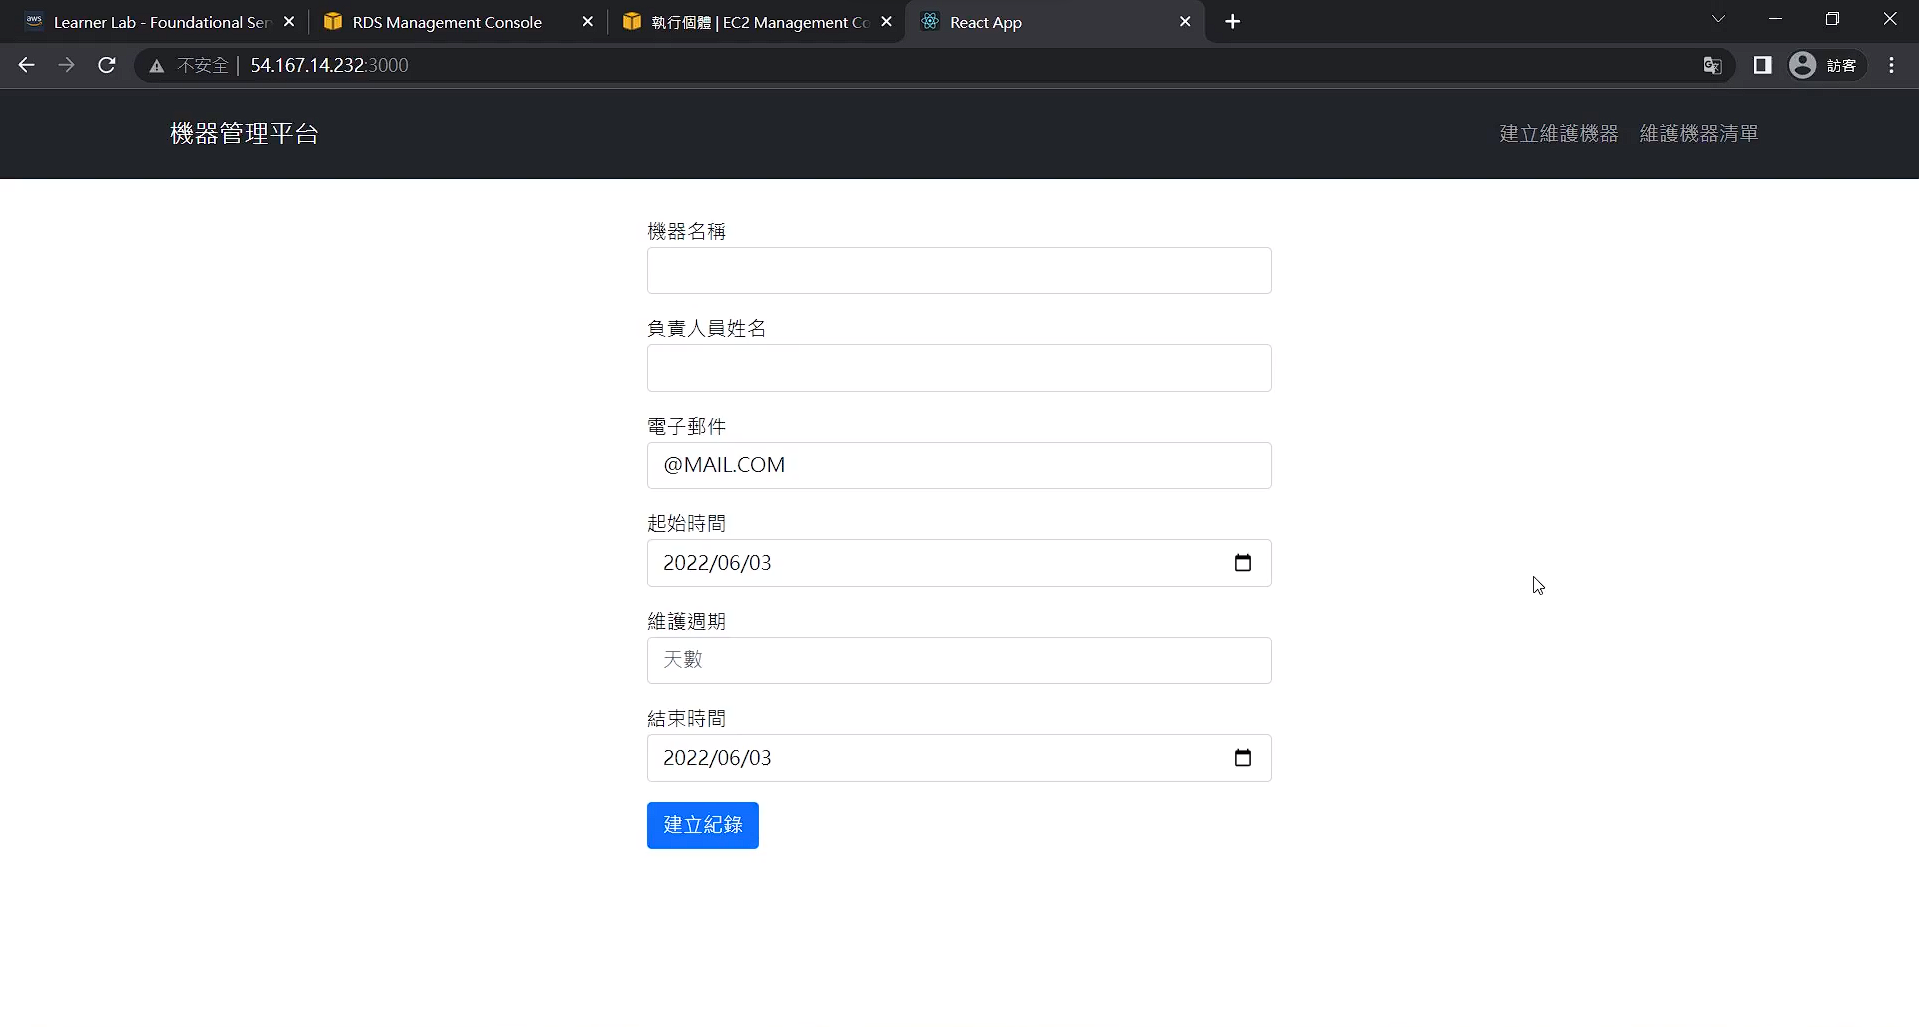 Learner Lab - Foundational Ser
RDS Management Console
執行個體 | EC2 Management Co
React App
不安全 | 54.167.14.232:3000
訪客
機器管理平台
建立維護機器
維護機器清單
機器名稱
負責人員姓名
電子郵件
@MAIL.COM
起始時間
2022/06/03
維護週期
天數
結束時間
2022/06/03
建立紀錄